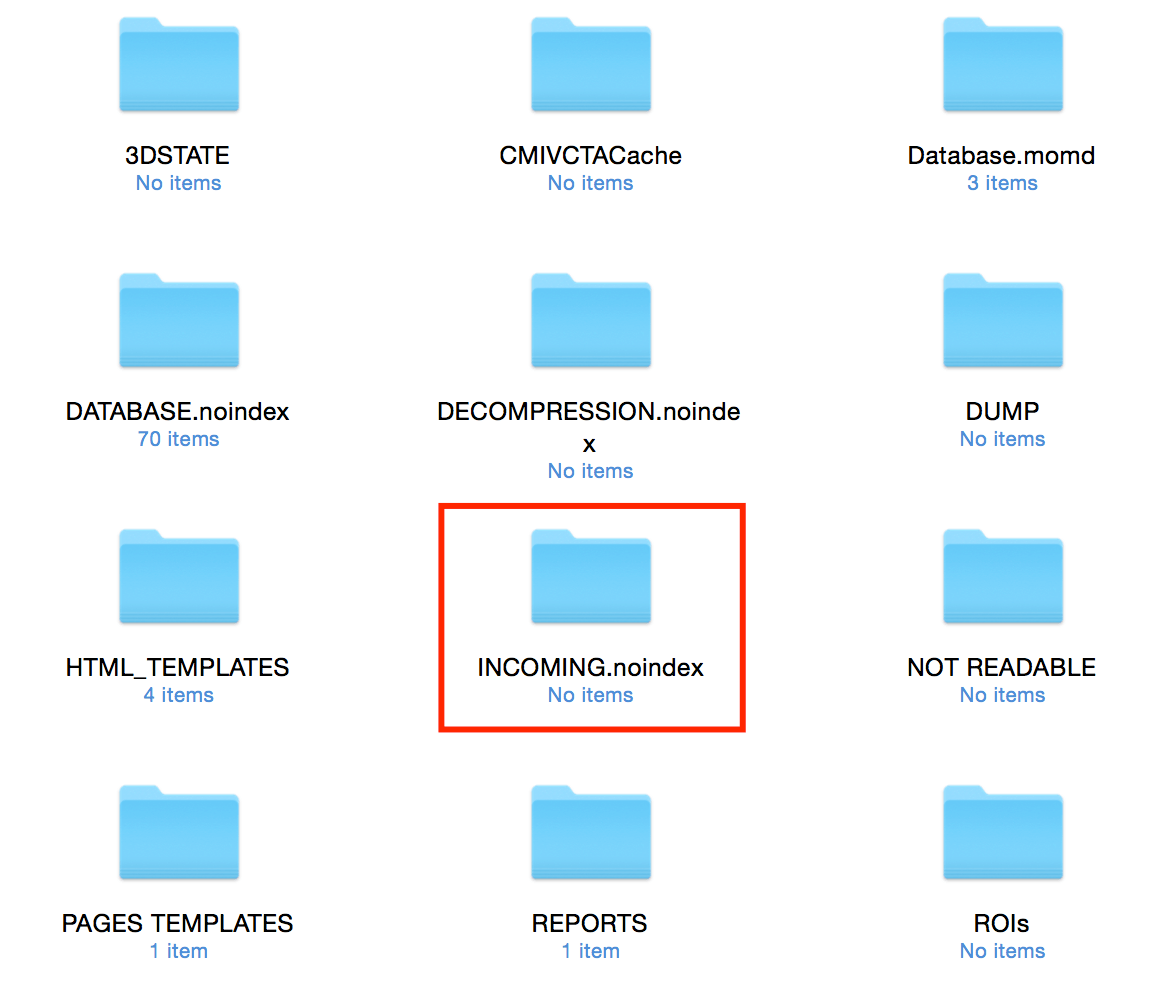 3DSTATE
No items
CMIVCTACache
No items
Database.momd
3 items
DATABASE.noindex
70 items
DECOMPRESSION.noinde
x
No items
DUMP
No items
HTML_TEMPLATES
4 items
INCOMING.noindex
No items
NOT READABLE
No items
PAGES TEMPLATES
1 item
REPORTS
1 item
ROIs
No items